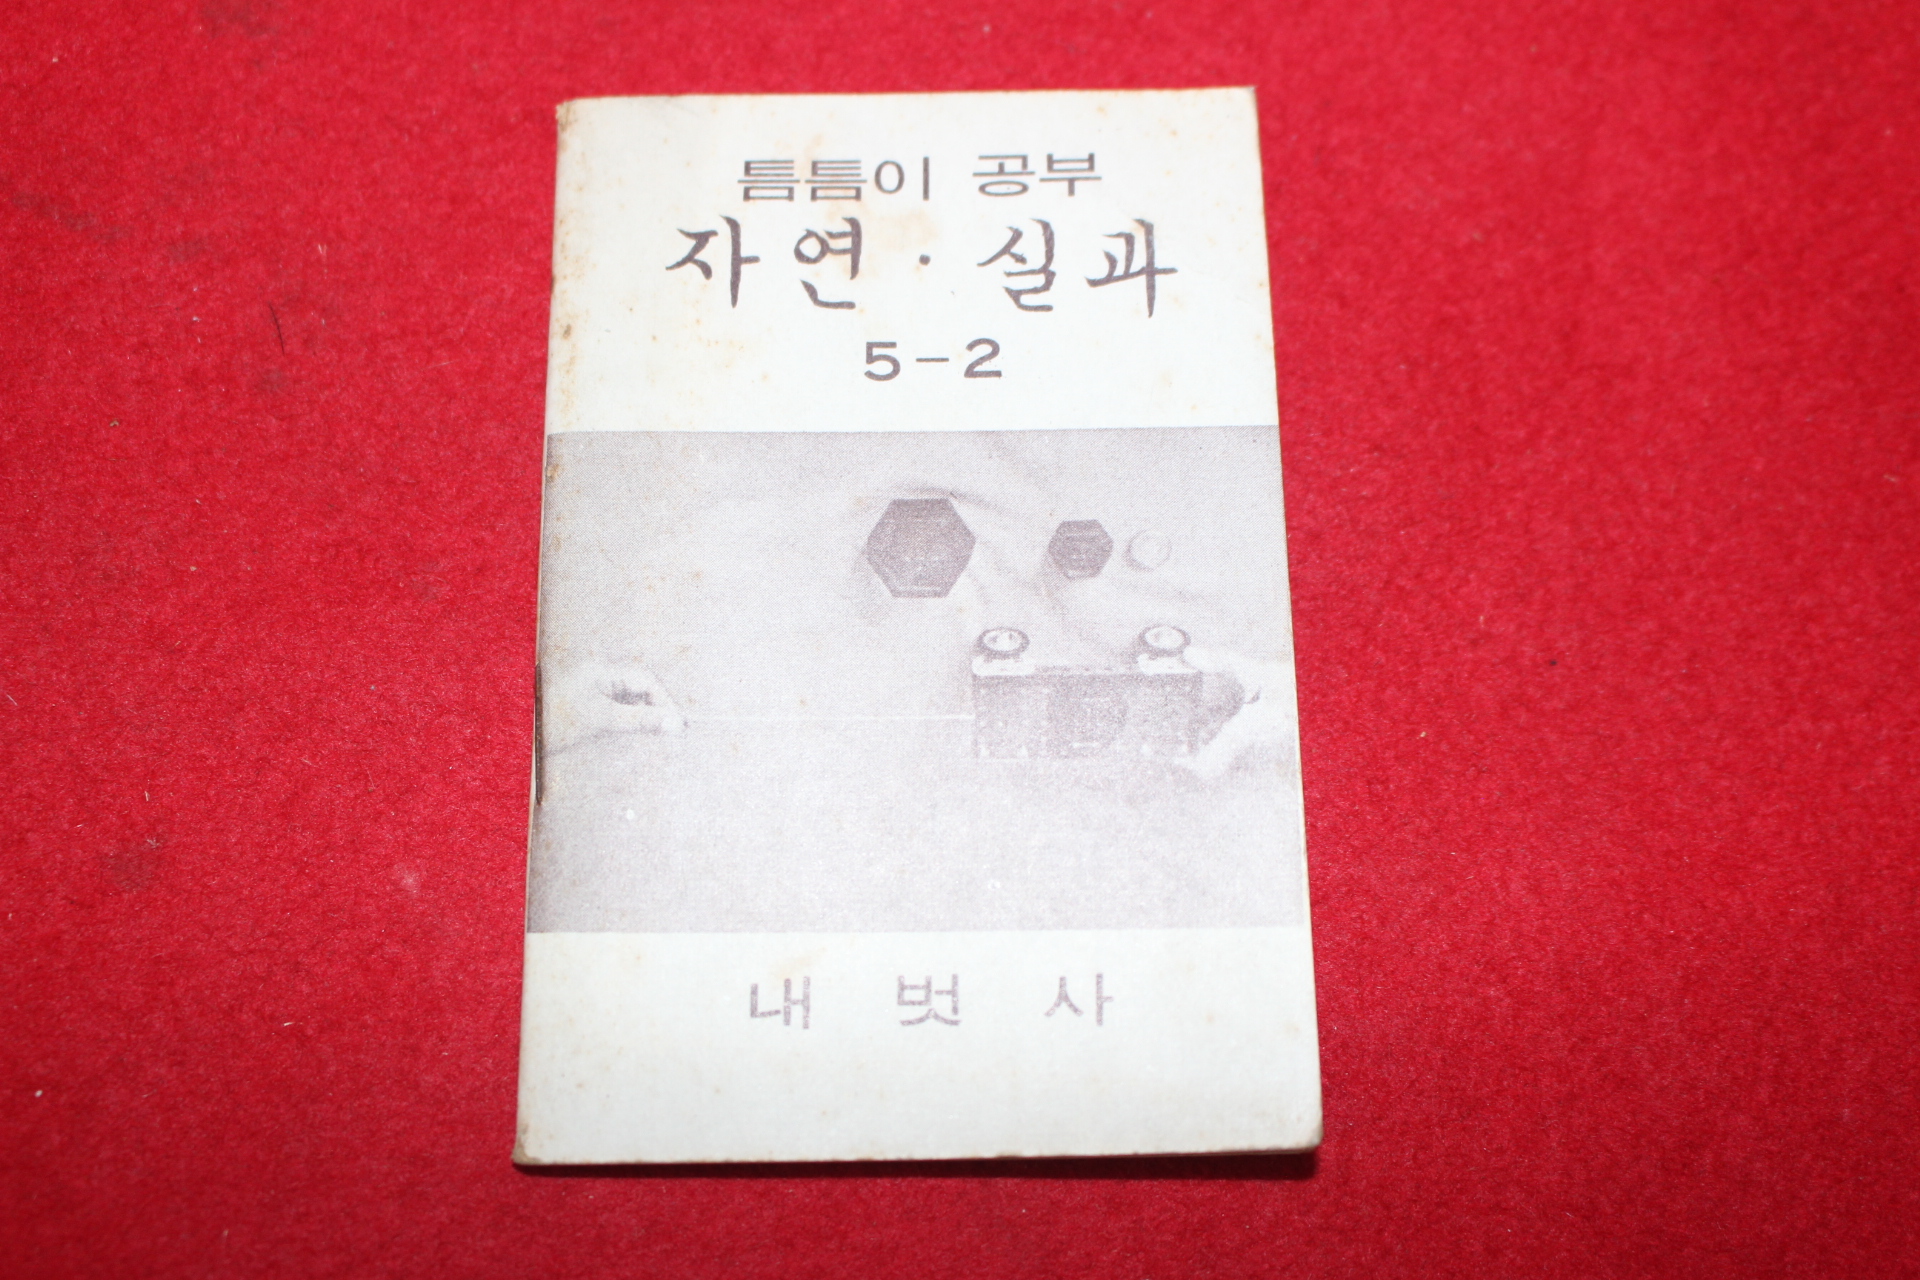 틈틈이 공부
자연·실과
5-2
내 벗 사